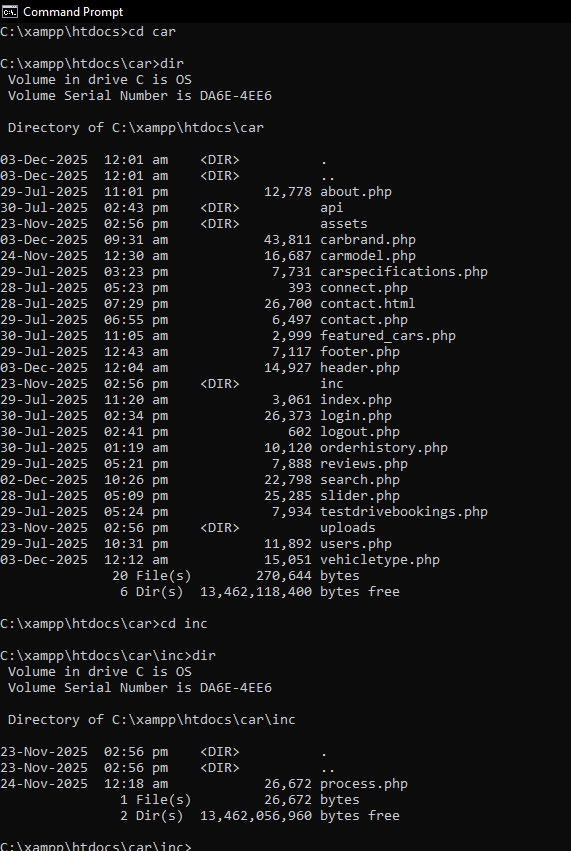 Command Prompt
C:\xampp\htdocs>cd car
C:\xampp\htdocs\car>dir
Volume in drive C is OS
Volume Serial Number is DA6E-4EE6
Directory of C:\xampp\htdocs\car
03-Dec-2025 12:01 am <DIR> .
03-Dec-2025 12:01 am <DIR> ..
29-Jul-2025 11:01 pm 12,778 about.php
30-Jul-2025 02:43 pm <DIR> api
23-Nov-2025 02:56 pm <DIR> assets
03-Dec-2025 09:31 am 43,811 carbrand.php
24-Nov-2025 12:30 am 16,687 carmodel.php
29-Jul-2025 03:23 pm 7,731 carspecifications.php
28-Jul-2025 05:23 pm 393 connect.php
28-Jul-2025 07:29 pm 26,700 contact.html
29-Jul-2025 06:55 pm 6,497 contact.php
30-Jul-2025 11:05 am 2,999 featured_cars.php
29-Jul-2025 12:43 am 7,117 footer.php
03-Dec-2025 12:04 am 14,927 header.php
23-Nov-2025 02:56 pm <DIR> inc
29-Jul-2025 11:20 am 3,061 index.php
30-Jul-2025 02:34 pm 26,373 login.php
30-Jul-2025 02:41 pm 602 logout.php
30-Jul-2025 01:19 am 10,120 orderhistory.php
29-Jul-2025 05:21 pm 7,888 reviews.php
02-Dec-2025 10:26 pm 22,798 search.php
28-Jul-2025 05:09 pm 25,285 slider.php
29-Jul-2025 05:24 pm 7,934 testdrivebookings.php
23-Nov-2025 02:56 pm <DIR> uploads
29-Jul-2025 10:31 pm 11,892 users.php
03-Dec-2025 12:12 am 15,051 vehicletype.php
20 File(s) 270,644 bytes
6 Dir(s) 13,462,118,400 bytes free
C:\xampp\htdocs\car>cd inc
C:\xampp\htdocs\car\inc>dir
Volume in drive C is OS
Volume Serial Number is DA6E-4EE6
Directory of C:\xampp\htdocs\car\inc
23-Nov-2025 02:56 pm <DIR> .
23-Nov-2025 02:56 pm <DIR> ..
24-Nov-2025 12:18 am 26,672 process.php
1 File(s) 26,672 bytes
2 Dir(s) 13,462,056,960 bytes free
C:\xampp\htdocs\car\inc>